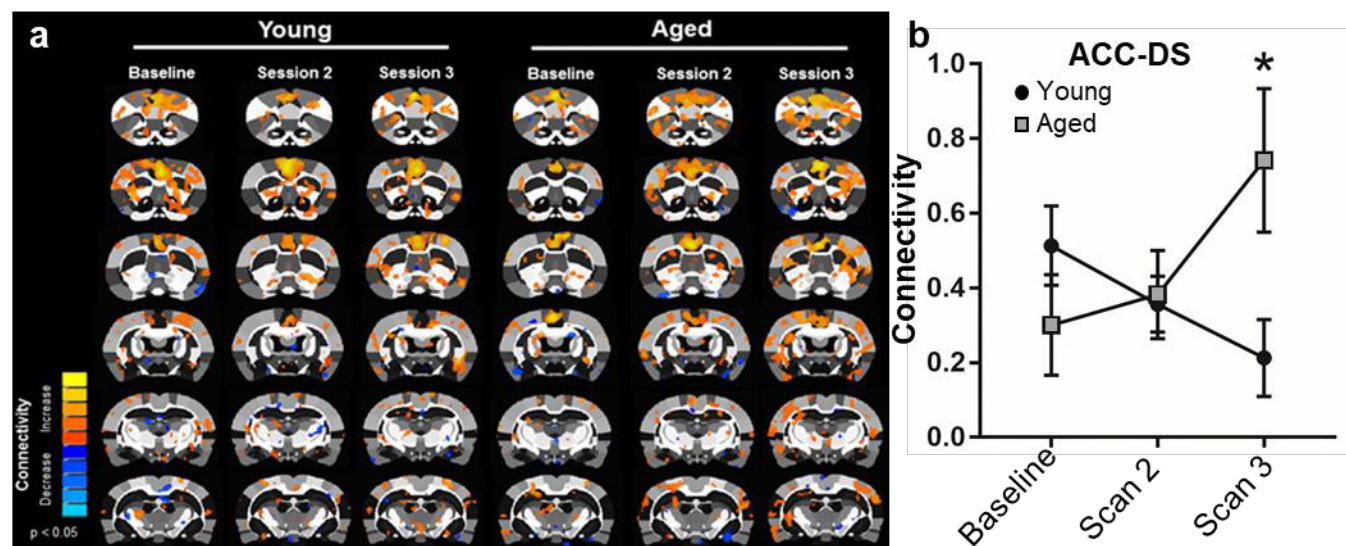 a
Young
Aged
Baseline
Session 2
Session 3
Baseline
Session 2
Session 3
Connectivity
Increase
Decrease
p < 0.05
b
ACC-DS
*
Young
Aged
Connectivity
1.0
0.8
0.6
0.4
0.2
0.0
Baseline
Scan 2
Scan 3